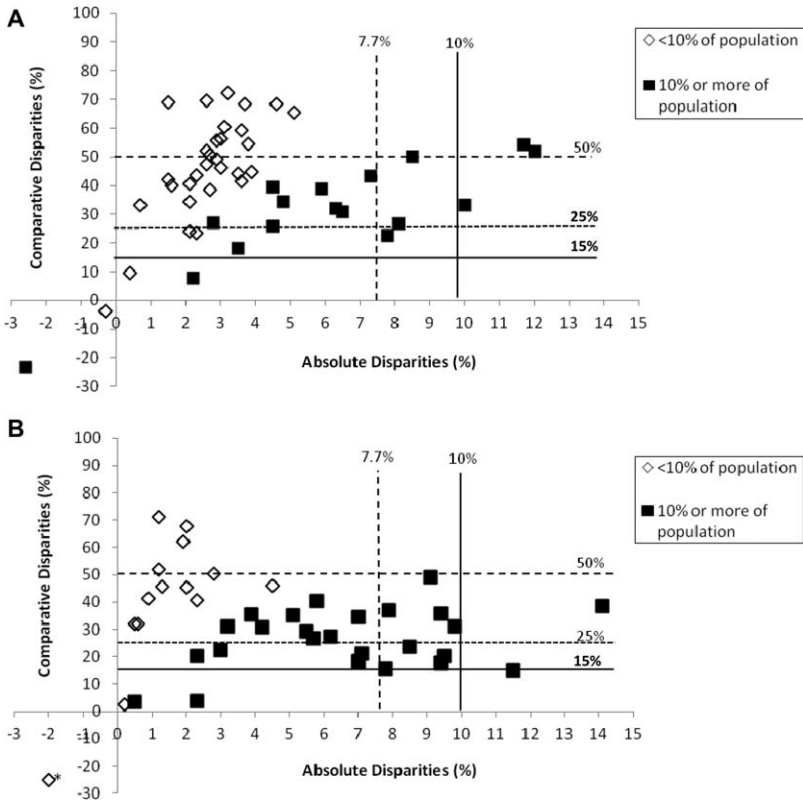 A
100
90
80
70
60
50
40
30
20
10
0
-10
-20
-30
-3 -2 -1 0 1 2 3 4 5 6 7 8 9 10 11 12 13 14 15
Comparative Disparities (%)
Absolute Disparities (%)
7.7%
10%
50%
25%
15%
<10% of population
10% or more of
population
B
100
90
80
70
60
50
40
30
20
10
0
-10
-20
-30
-3 -2 -1 0 1 2 3 4 5 6 7 8 9 10 11 12 13 14 15
Comparative Disparities (%)
Absolute Disparities (%)
7.7%
10%
50%
25%
15%
*
<10% of population
10% or more of
population